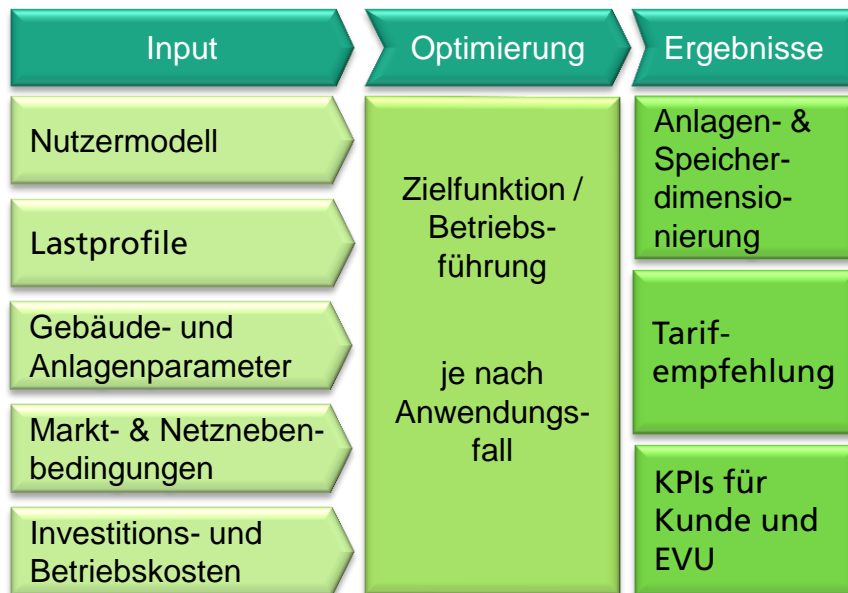 Input
Optimierung
Ergebnisse
Nutzermodell
Lastprofile
Gebäude- und
Anlagenparameter
Markt- & Netzneben-
bedingungen
Investitions- und
Betriebskosten
Zielfunktion /
Betriebs-
führung
je nach
Anwendungs-
fall
Anlagen- &
Speicher-
dimensio-
nierung
Tarif-
empfehlung
KPIs für
Kunde und
EVU